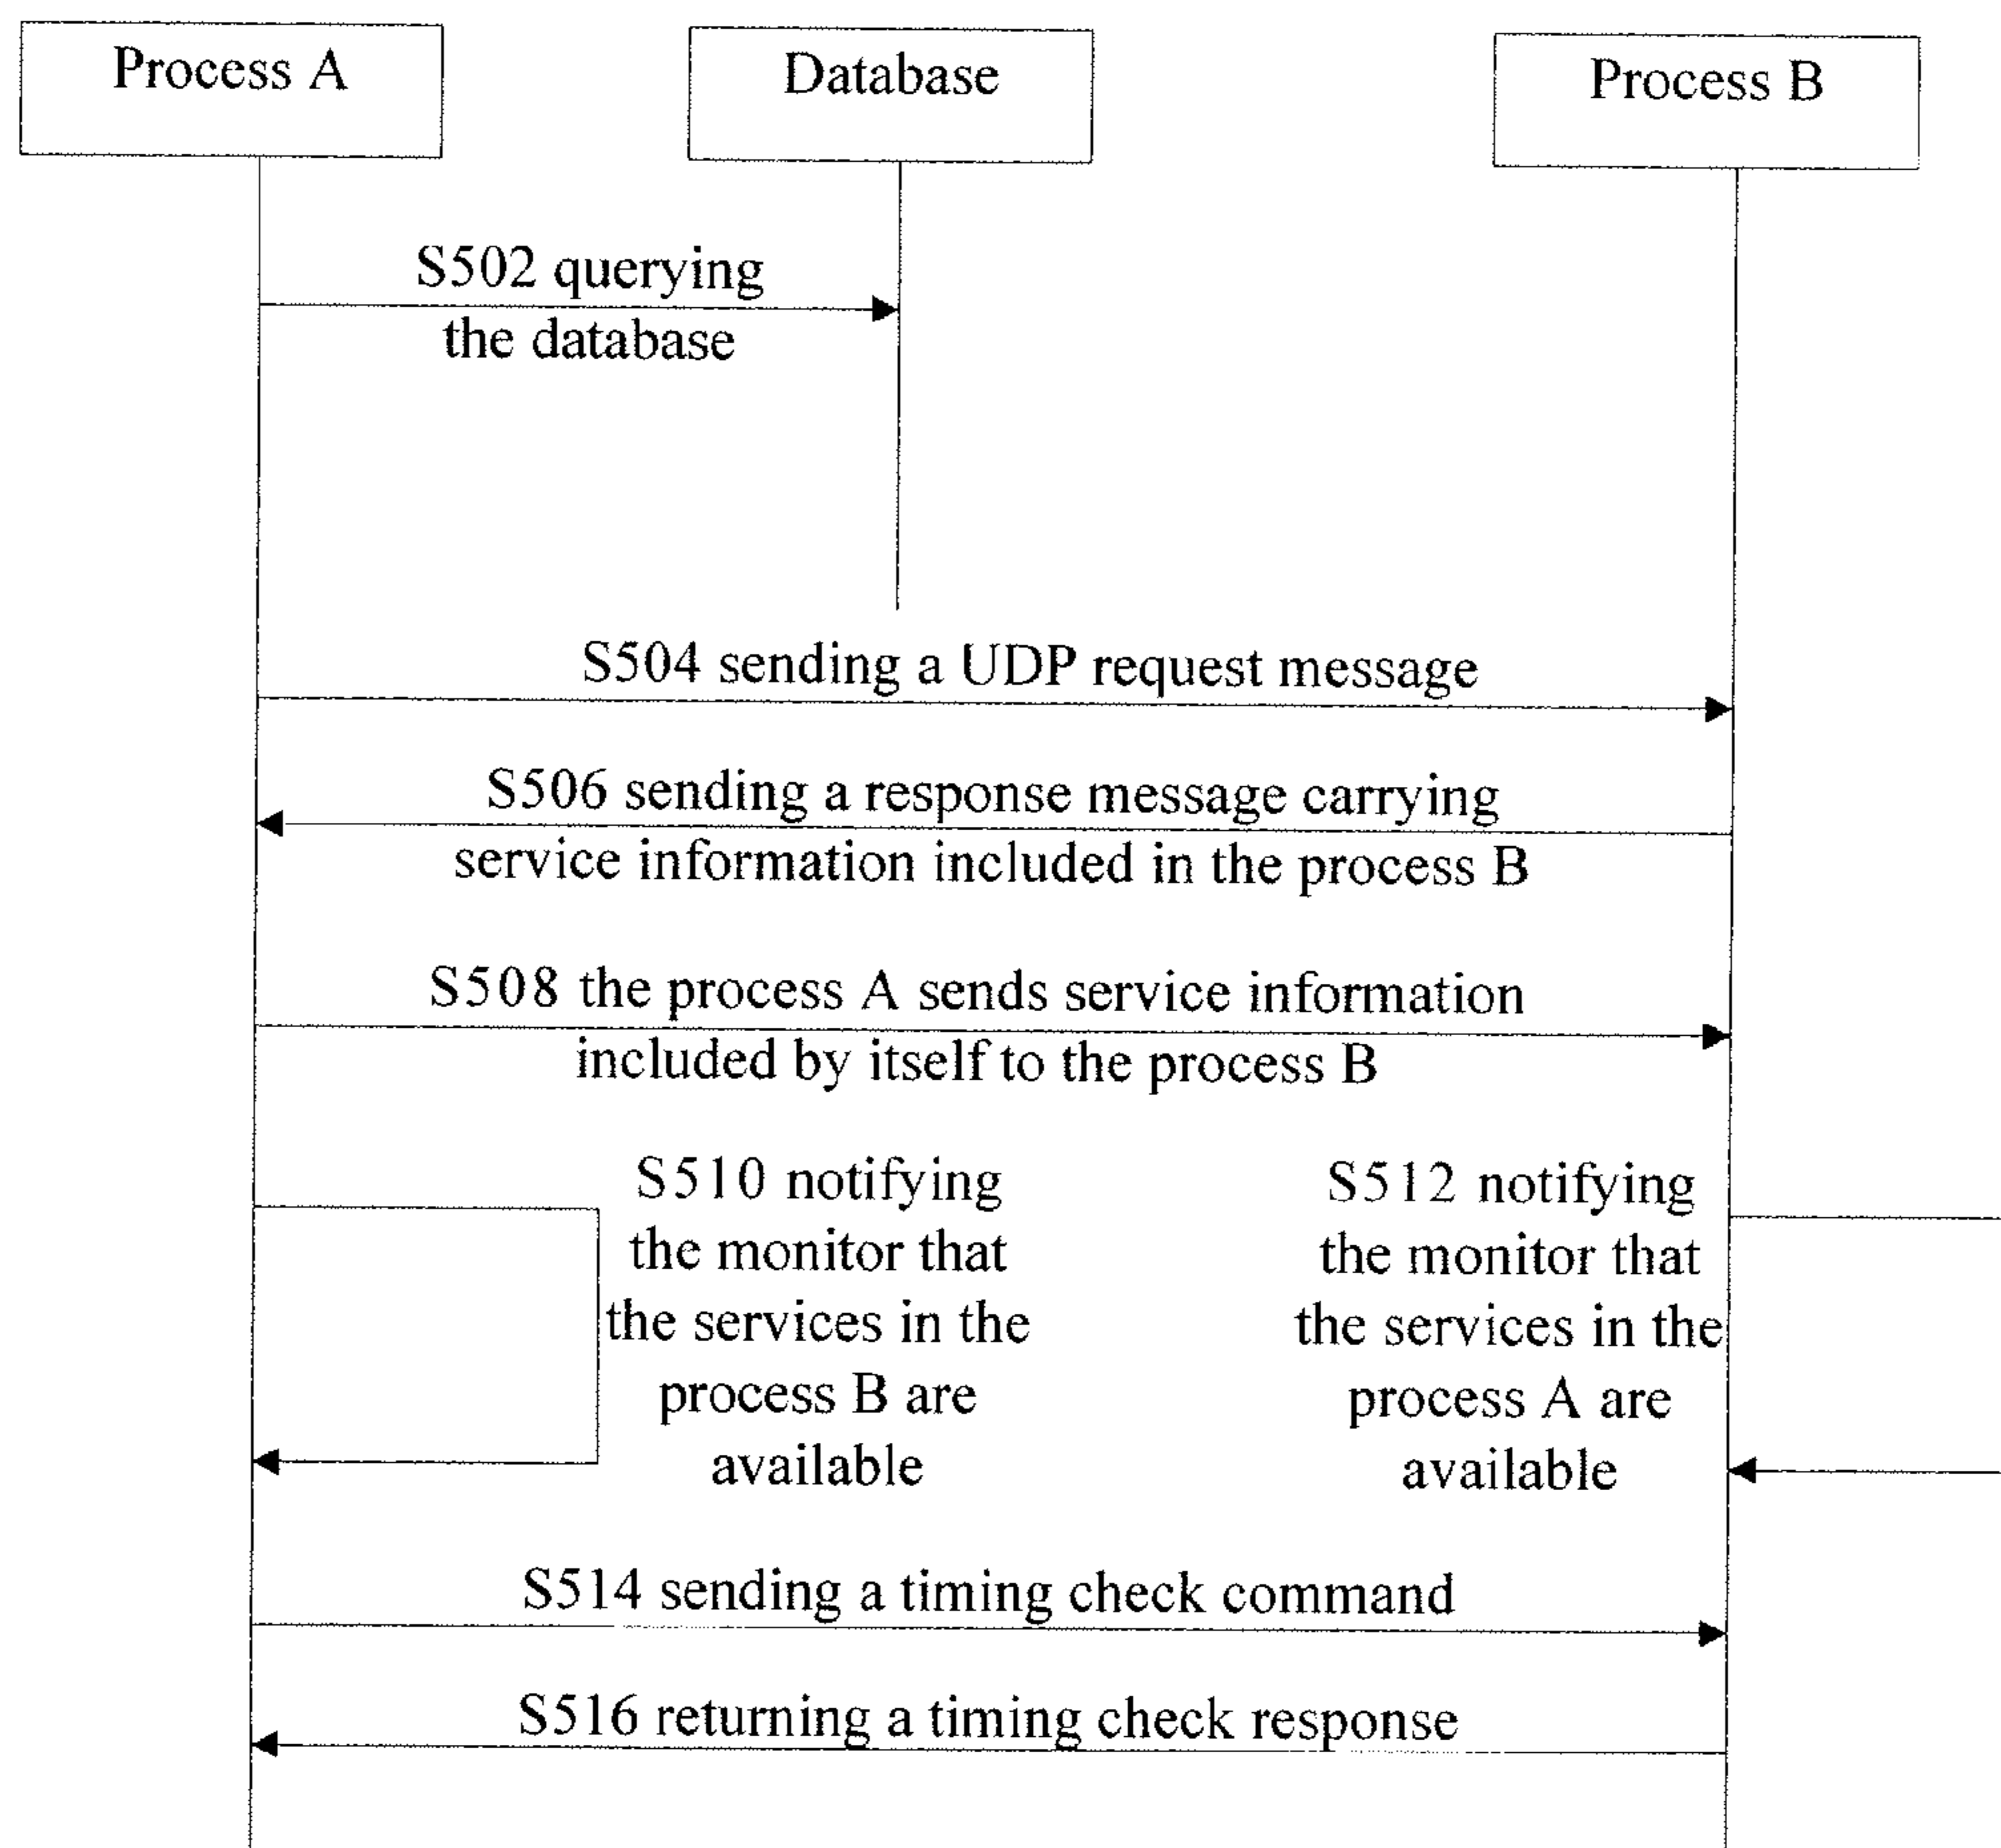 Process A
Database
Process B
S502 querying
the database
S504 sending a UDP request message
S506 sending a response message carrying
service information included in the process B
S508 the process A sends service information
included by itself to the process B
S510 notifying
the monitor that
the services in the
process B are
available
S512 notifying
the monitor that
the services in the
process A are
available
S514 sending a timing check command
S516 returning a timing check response